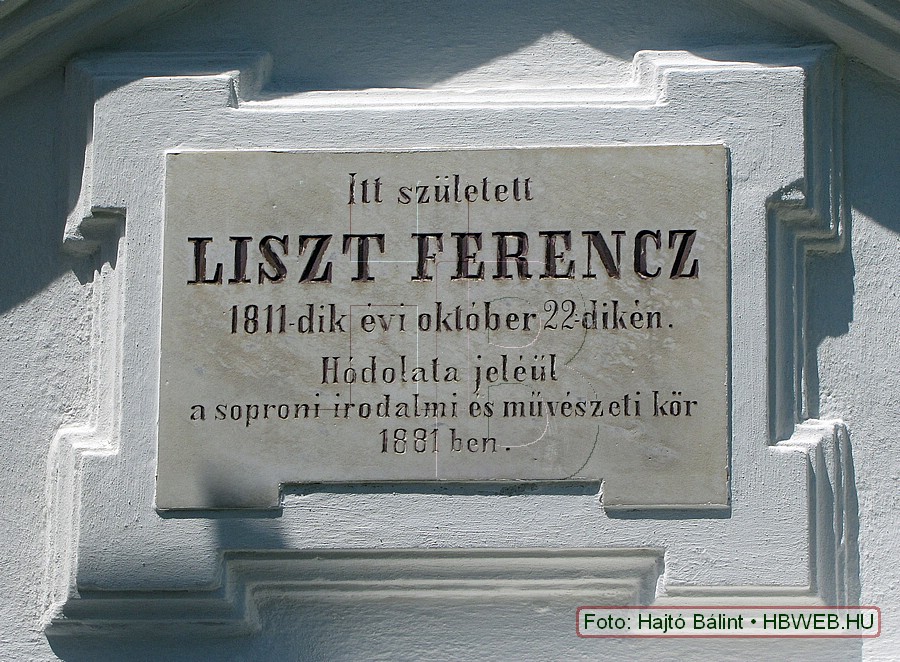 Itt született
LISZT FERENCZ
1811-dik évi október 22-dikén.
Hódolata jeléül
a soproni irodalmi és művészeti kör
1881 ben.
Foto: Hajtó Bálint • HBWEB.HU